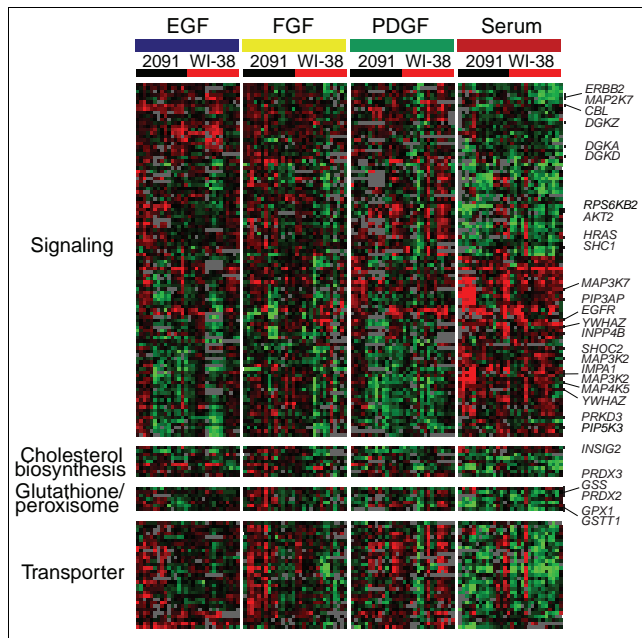 EGF FGF PDGF Serum
2091 WI-38 2091 WI-38 2091 WI-38 2091 WI-38
ERBB2
MAP2K7
CBL
DGKZ
DGKA
DGKD
RPS6KB2
AKT2
HRAS
SHC1
Signaling
MAP3K7
PIP3AP
EGFR
YWHAZ
INPP4B
SHOC2
MAP3K2
IMPA1
MAP3K2
MAP4K5
YWHAZ
PRKD3
PIP5K3
Cholesterol
biosynthesis
INSIG2
Glutathione/
peroxisome
PRDX3
GSS
PRDX2
GPX1
GSTT1
Transporter